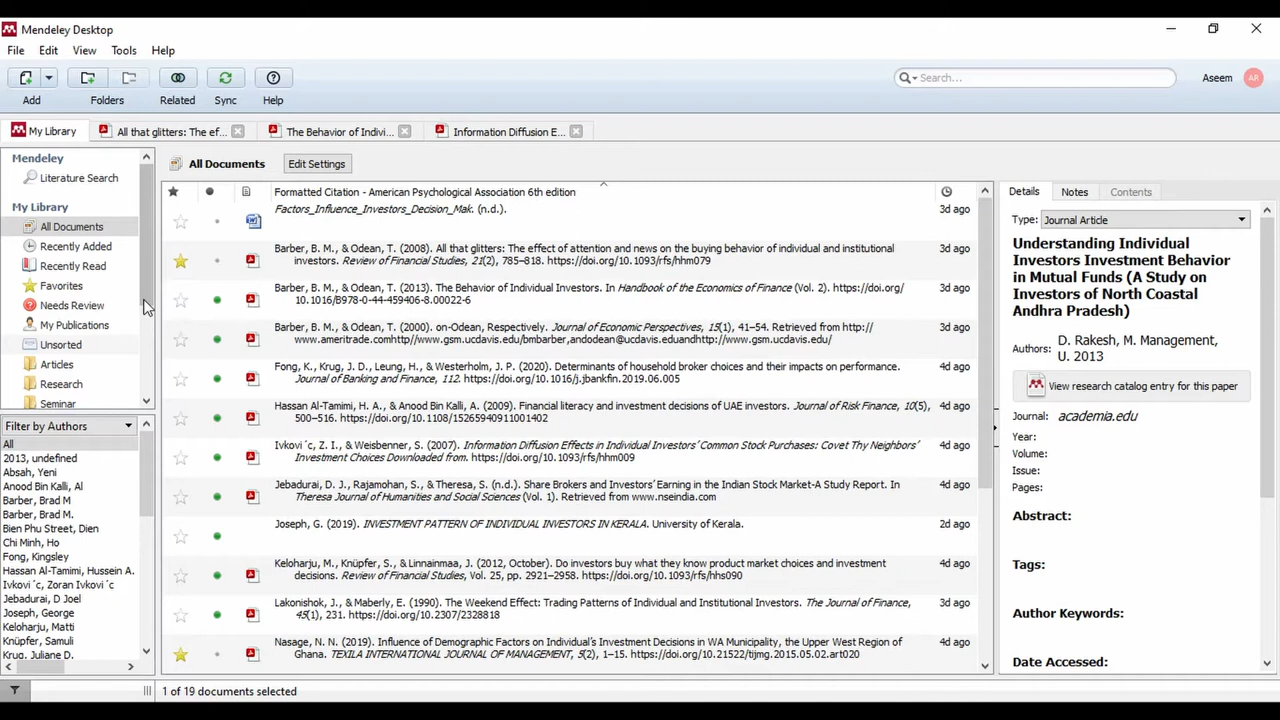 Mendeley Desktop
File Edit View Tools Help
Search...
Aseem AR
Add Folders Related Sync Help
My Library
All that glitters: The ef...
The Behavior of Indivi...
Information Diffusion E...
Mendeley
Literature Search
My Library
All Documents
Recently Added
Recently Read
Favorites
Needs Review
My Publications
Unsorted
Articles
Research
Seminar
Filter by Authors
All
2013, undefined
Absah, Yeni
Anood Bin Kalli, Al
Barber, Brad M
Barber, Brad M.
Bien Phu Street, Dien
Chi Minh, Ho
Fong, Kingsley
Hassan Al-Tamimi, Hussein A.
Ivkovi´c, Zoran Ivkovi´c
Jebadurai, D Joel
Joseph, George
Keloharju, Matti
Knüpfer, Samuli
Krug, Juliane D.
All Documents Edit Settings
Formatted Citation - American Psychological Association 6th edition
Factors_Influence_Investors_Decision_Mak. (n.d.). 3d ago
Barber, B. M., & Odean, T. (2008). All that glitters: The effect of attention and news on the buying behavior of individual and institutional 3d ago
investors. Review of Financial Studies, 21(2), 785–818. https://doi.org/10.1093/rfs/hhm079
Barber, B. M., & Odean, T. (2013). The Behavior of Individual Investors. In Handbook of the Economics of Finance (Vol. 2). https://doi.org/ 3d ago
10.1016/B978-0-44-459406-8.00022-6
Barber, B. M., & Odean, T. (2000). on-Odean, Respectively. Journal of Economic Perspectives, 15(1), 41–54. Retrieved from http:// 3d ago
www.ameritrade.comhttp//www.gsm.ucdavis.edu/bmbarber,andodean@ucdavis.eduandhttp://www.gsm.ucdavis.edu/
Fong, K., Krug, J. D., Leung, H., & Westerholm, J. P. (2020). Determinants of household broker choices and their impacts on performance. 4d ago
Journal of Banking and Finance, 112. https://doi.org/10.1016/j.jbankfin.2019.06.005
Hassan Al-Tamimi, H. A., & Anood Bin Kalli, A. (2009). Financial literacy and investment decisions of UAE investors. Journal of Risk Finance, 10(5), 4d ago
500–516. https://doi.org/10.1108/15265940911001402
Ivkovi´c, Z. I., & Weisbenner, S. (2007). Information Diffusion Effects in Individual Investors' Common Stock Purchases: Covet Thy Neighbors' 4d ago
Investment Choices Downloaded from. https://doi.org/10.1093/rfs/hhm009
Jebadurai, D. J., Rajamohan, S., & Theresa, S. (n.d.). Share Brokers and Investors' Earning in the Indian Stock Market-A Study Report. In 4d ago
Theresa Journal of Humanities and Social Sciences (Vol. 1). Retrieved from www.nseindia.com
Joseph, G. (2019). INVESTMENT PATTERN OF INDIVIDUAL INVESTORS IN KERALA. University of Kerala. 2d ago
Keloharju, M., Knüpfer, S., & Linnainmaa, J. (2012, October). Do investors buy what they know product market choices and investment 4d ago
decisions. Review of Financial Studies, Vol. 25, pp. 2921–2958. https://doi.org/10.1093/rfs/hhs090
Lakonishok, J., & Maberly, E. (1990). The Weekend Effect: Trading Patterns of Individual and Institutional Investors. The Journal of Finance, 3d ago
45(1), 231. https://doi.org/10.2307/2328818
Nasage, N. N. (2019). Influence of Demographic Factors on Individual's Investment Decisions in WA Municipality, the Upper West Region of 4d ago
Ghana. TEXILA INTERNATIONAL JOURNAL OF MANAGEMENT, 5(2), 1–15. https://doi.org/10.21522/tijmg.2015.05.02.art020
Details Notes Contents
Type: Journal Article
Understanding Individual
Investors Investment Behavior
in Mutual Funds (A Study on
Investors of North Coastal
Andhra Pradesh)
Authors: D. Rakesh, M. Management,
U. 2013
View research catalog entry for this paper
Journal: academia.edu
Year:
Volume:
Issue:
Pages:
Abstract:
Tags:
Author Keywords:
Date Accessed:
1 of 19 documents selected